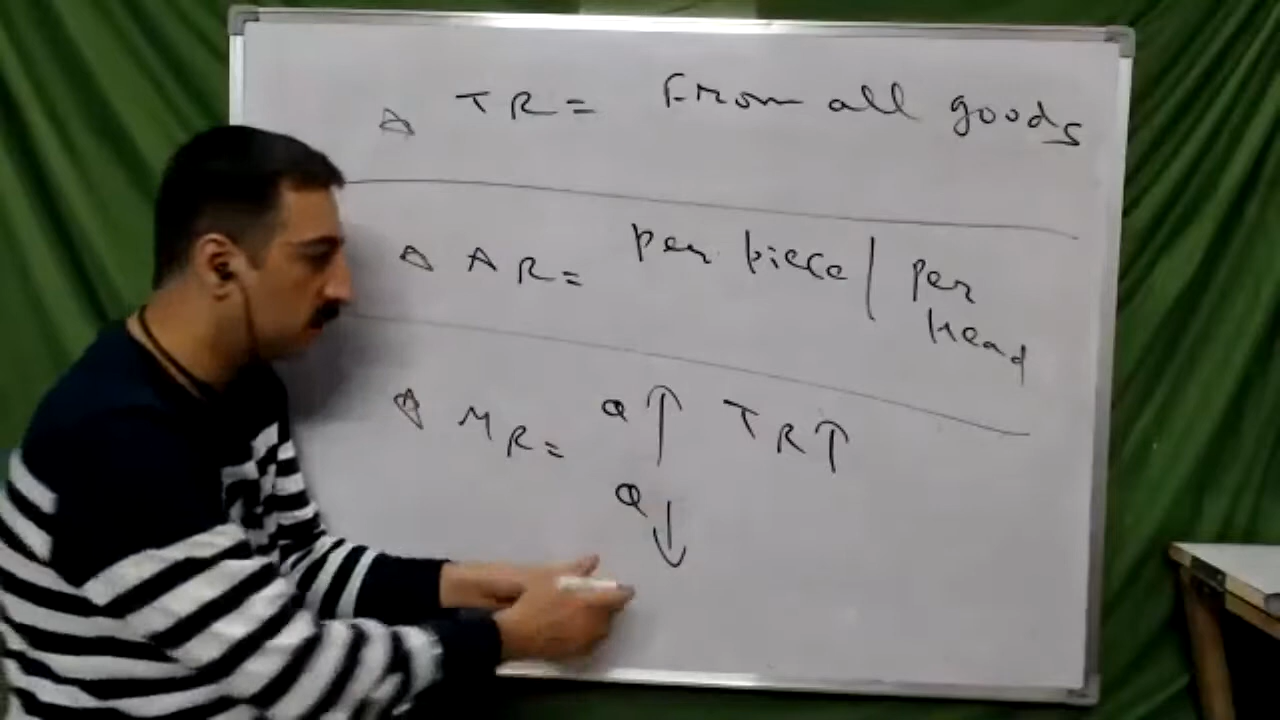 Δ TR = From all goods
Δ AR = per piece | per Head
Δ MR = Q ↑ TR ↑
Q ↓